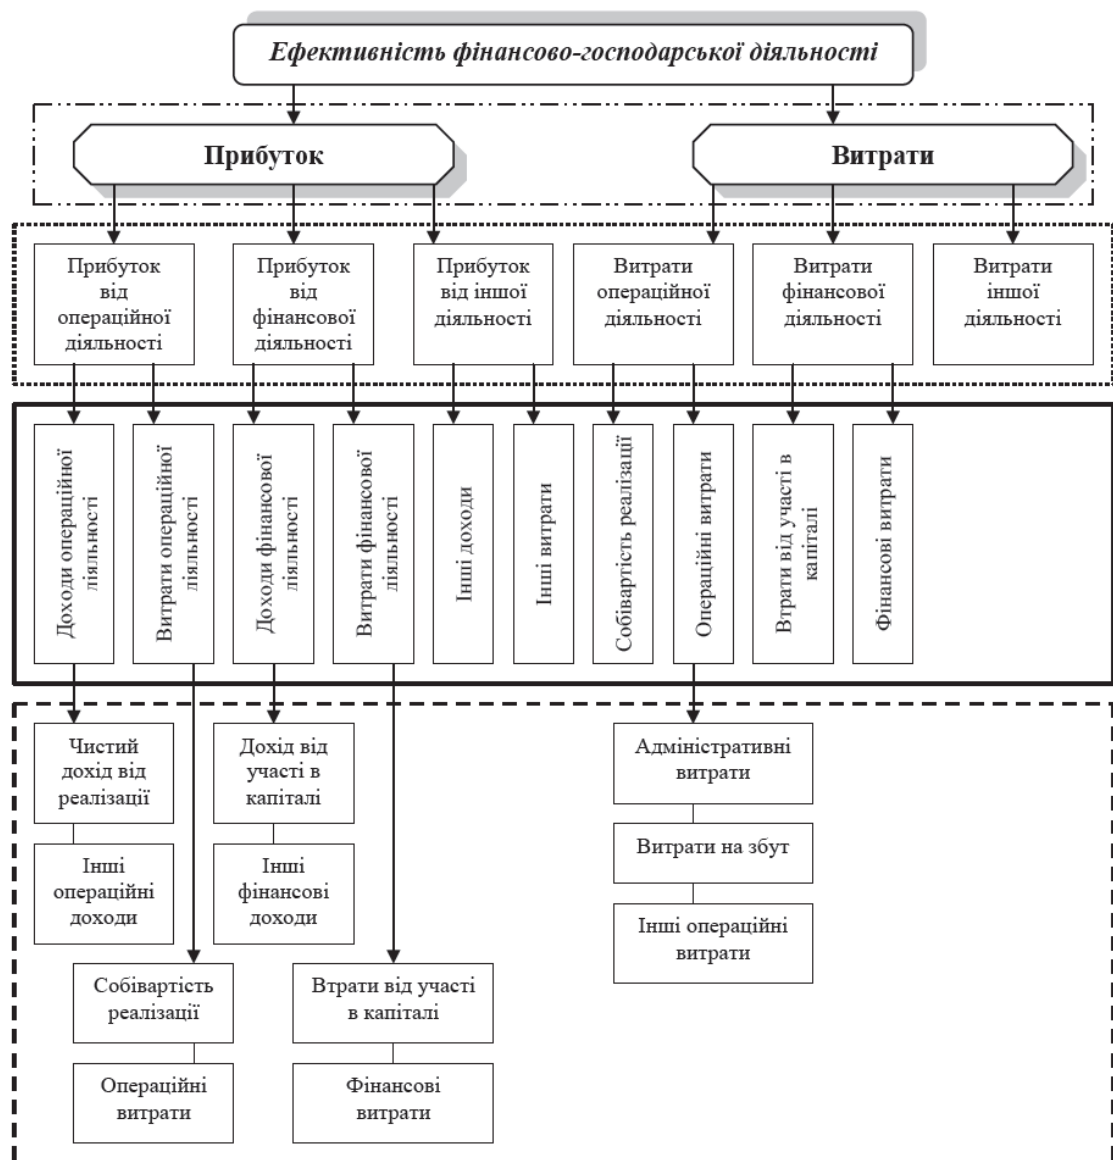 Ефективність фінансово-господарської діяльності
Прибуток
Витрати
Прибуток
від
операційної
діяльності
Прибуток
від
фінансової
діяльності
Прибуток
від іншої
діяльності
Витрати
операційної
діяльності
Витрати
фінансової
діяльності
Витрати
іншої
діяльності
Доходи операційної
діяльності
Витрати операційної
діяльності
Доходи фінансової
діяльності
Витрати фінансової
діяльності
Інші доходи
Інші витрати
Собівартість реалізації
Операційні витрати
Втрати від участі в
капіталі
Фінансові витрати
Чистий
дохід від
реалізації
Дохід від
участі в
капіталі
Адміністративні
витрати
Інші
операційні
доходи
Інші
фінансові
доходи
Витрати на збут
Інші операційні
витрати
Собівартість
реалізації
Втрати від участі
в капіталі
Операційні
витрати
Фінансові
витрати